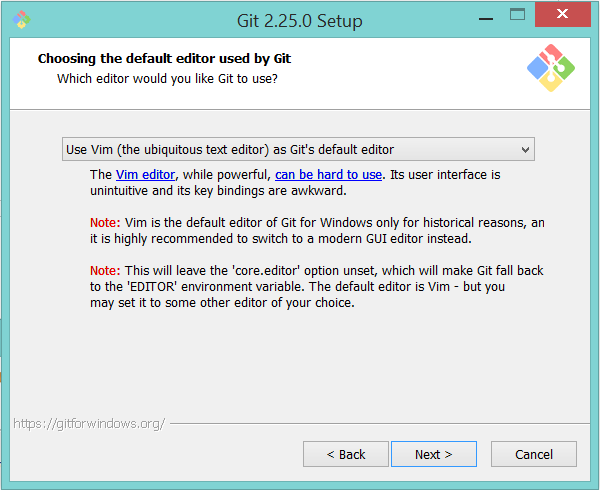 Git 2.25.0 Setup
Choosing the default editor used by Git
Which editor would you like Git to use?
Use Vim (the ubiquitous text editor) as Git's default editor
The Vim editor, while powerful, can be hard to use. Its user interface is
unintuitive and its key bindings are awkward.
Note: Vim is the default editor of Git for Windows only for historical reasons, an
it is highly recommended to switch to a modern GUI editor instead.
Note: This will leave the 'core.editor' option unset, which will make Git fall back
to the 'EDITOR' environment variable. The default editor is Vim - but you
may set it to some other editor of your choice.
https://gitforwindows.org/
< Back
Next >
Cancel